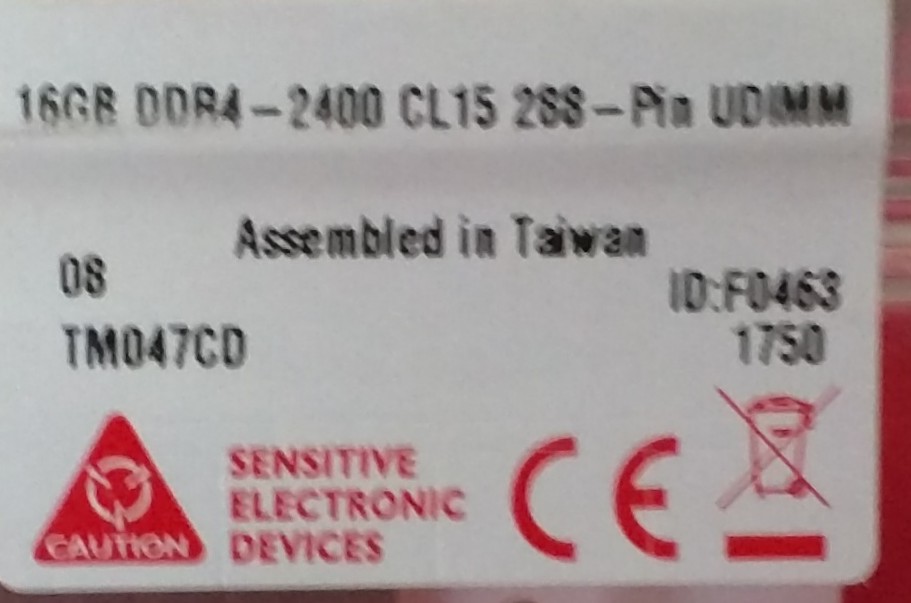 16GB DDR4-2400 CL15 288-Pin UDIMM
Assembled in Taiwan
08
ID:F0463
TM047CD
1750
CAUTION
SENSITIVE
ELECTRONIC
DEVICES
CE